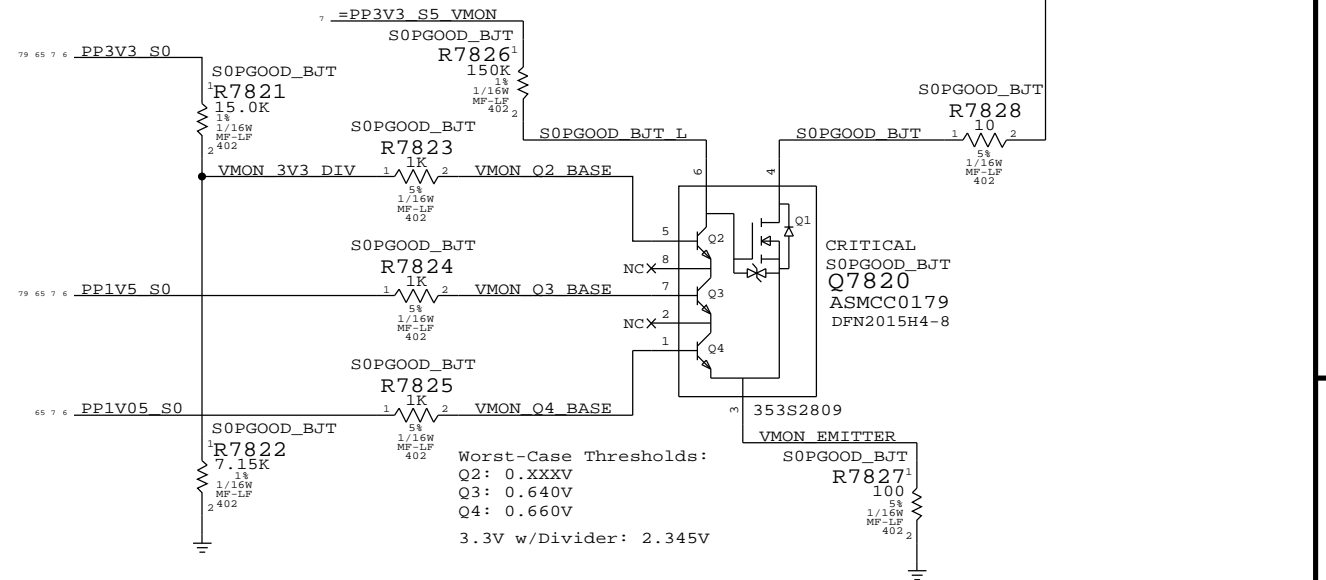 7 =PP3V3_S5_VMON
S0PGOOD_BJT
R7826
1
150K
1%
1/16W
MF-LF
402
2
79 65 7 6 PP3V3_S0
S0PGOOD_BJT
1
R7821
15.0K
1%
1/16W
MF-LF
402
2
S0PGOOD_BJT
R7828
10
1 2
5%
1/16W
MF-LF
402
S0PGOOD_BJT_L
S0PGOOD_BJT
S0PGOOD_BJT
R7823
1K
VMON_3V3_DIV 1 2 VMON_Q2_BASE
5%
1/16W
MF-LF
402
6
4
5
Q2
Q1
NC 8
CRITICAL
S0PGOOD_BJT
Q7820
ASMCC0179
DFN2015H4-8
S0PGOOD_BJT
R7824
1K
79 65 7 6 PP1V5_S0 1 2 VMON_Q3_BASE 7
Q3
5%
1/16W
MF-LF
402
NC 2
1
Q4
S0PGOOD_BJT
R7825
1K
65 7 6 PP1V05_S0 1 2 VMON_Q4_BASE
5%
1/16W
MF-LF
402
3
353S2809
VMON_EMITTER
S0PGOOD_BJT
1
R7822
7.15K
1%
1/16W
MF-LF
402
2
Worst-Case Thresholds:
Q2: 0.XXXV
Q3: 0.640V
Q4: 0.660V
3.3V w/Divider: 2.345V
S0PGOOD_BJT
R7827
1
100
5%
1/16W
MF-LF
402
2